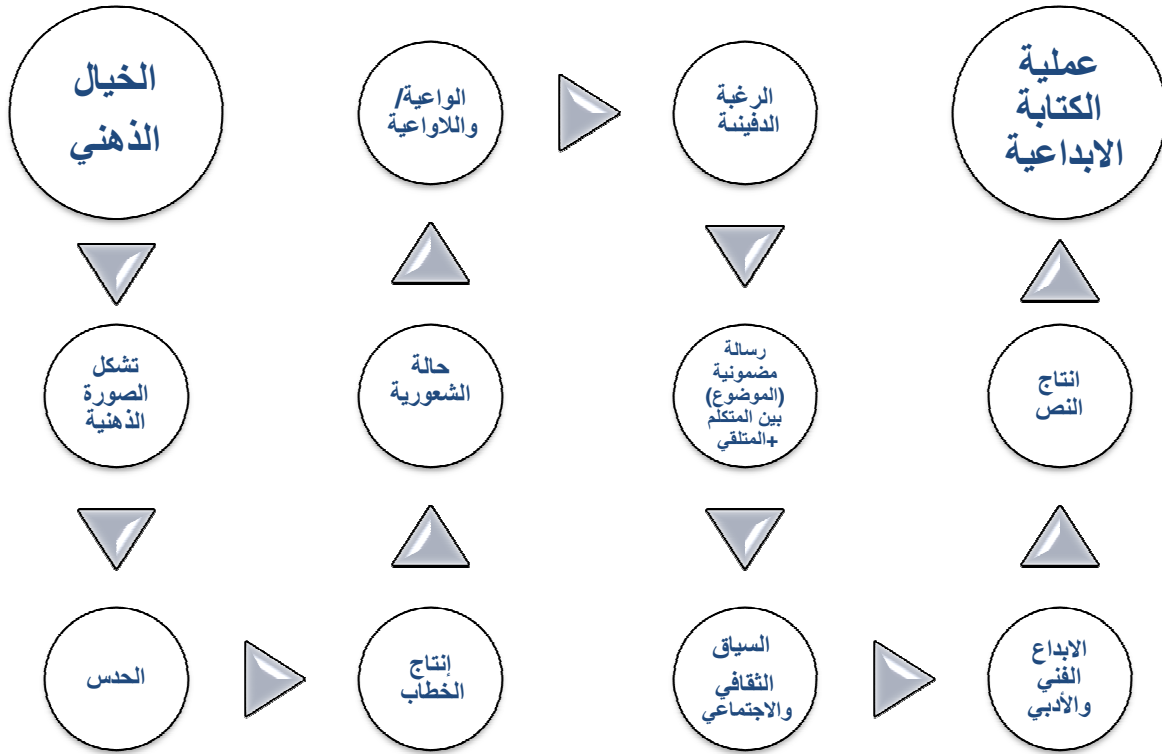 الخيال
الذهني
تشكل
الصورة
الذهنية
الحدس
إنتاج
الخطاب
حالة
الشعورية
الواعية/
واللاواعية
الرغبة
الدفيننة
رسالة
مضمونية
(الموضوع)
بين المتكلم
+المتلقي
السياق
الثقافي
والاجتماعي
الابداع
الفني
والأدبي
انتاج
النص
عملية
الكتابة
الابداعية